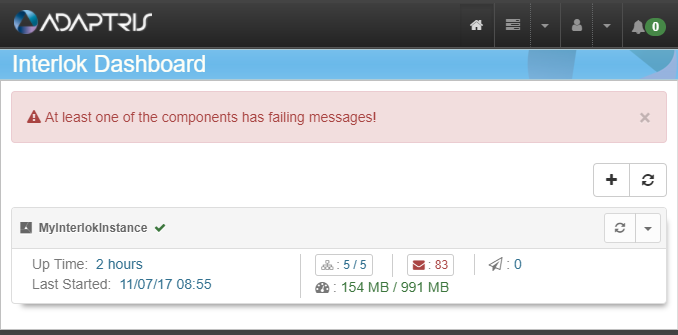 ADAPTRIS
0
Interlok Dashboard
At least one of the components has failing messages! ×
MyInterlokInstance
Up Time: 2 hours
: 5 / 5
: 83
: 0
Last Started: 11/07/17 08:55
: 154 MB / 991 MB